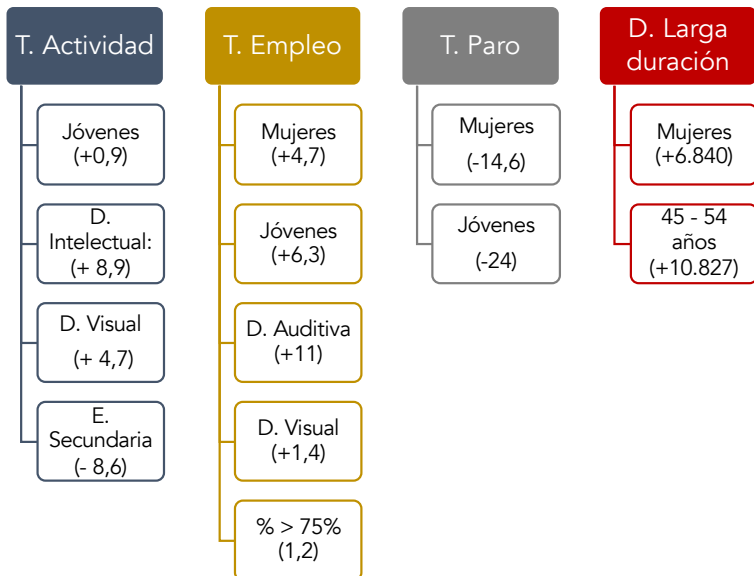 T. Actividad
Jóvenes
(+0,9)
D.
Intelectual:
(+ 8,9)
D. Visual
(+ 4,7)
E.
Secundaria
(- 8,6)
T. Empleo
Mujeres
(+4,7)
Jóvenes
(+6,3)
D. Auditiva
(+11)
D. Visual
(+1,4)
% > 75%
(1,2)
T. Paro
Mujeres
(-14,6)
Jóvenes
(-24)
D. Larga
duración
Mujeres
(+6.840)
45 - 54
años
(+10.827)